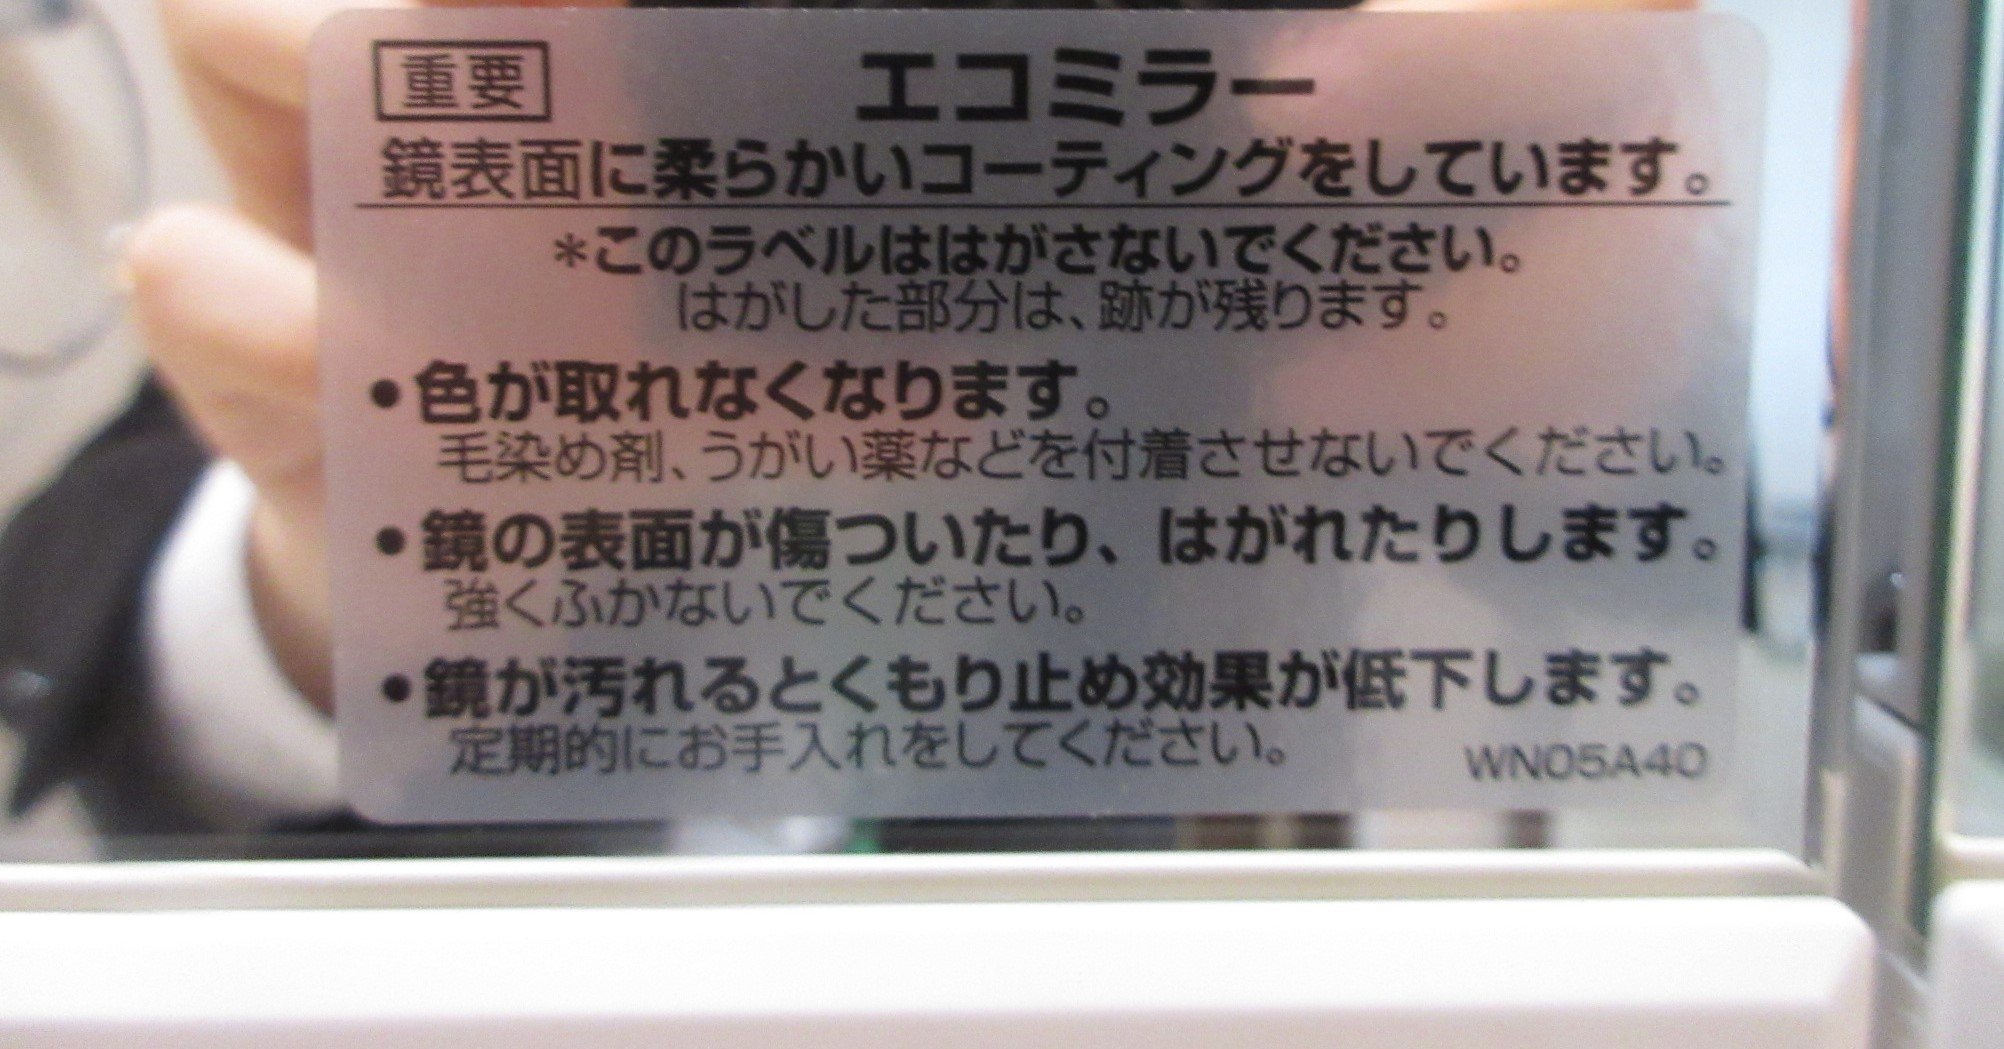 重要 エコミラー
鏡表面に柔らかいコーティングをしています。
*このラベルははがさないでください。
はがした部分は、跡が残ります。
•色が取れなくなります。
毛染め剤、うがい薬などを付着させないでください。
•鏡の表面が傷ついたり、はがれたりします。
強くふかないでください。
•鏡が汚れるとくもり止め効果が低下します。
定期的にお手入れをしてください。 WN05A40